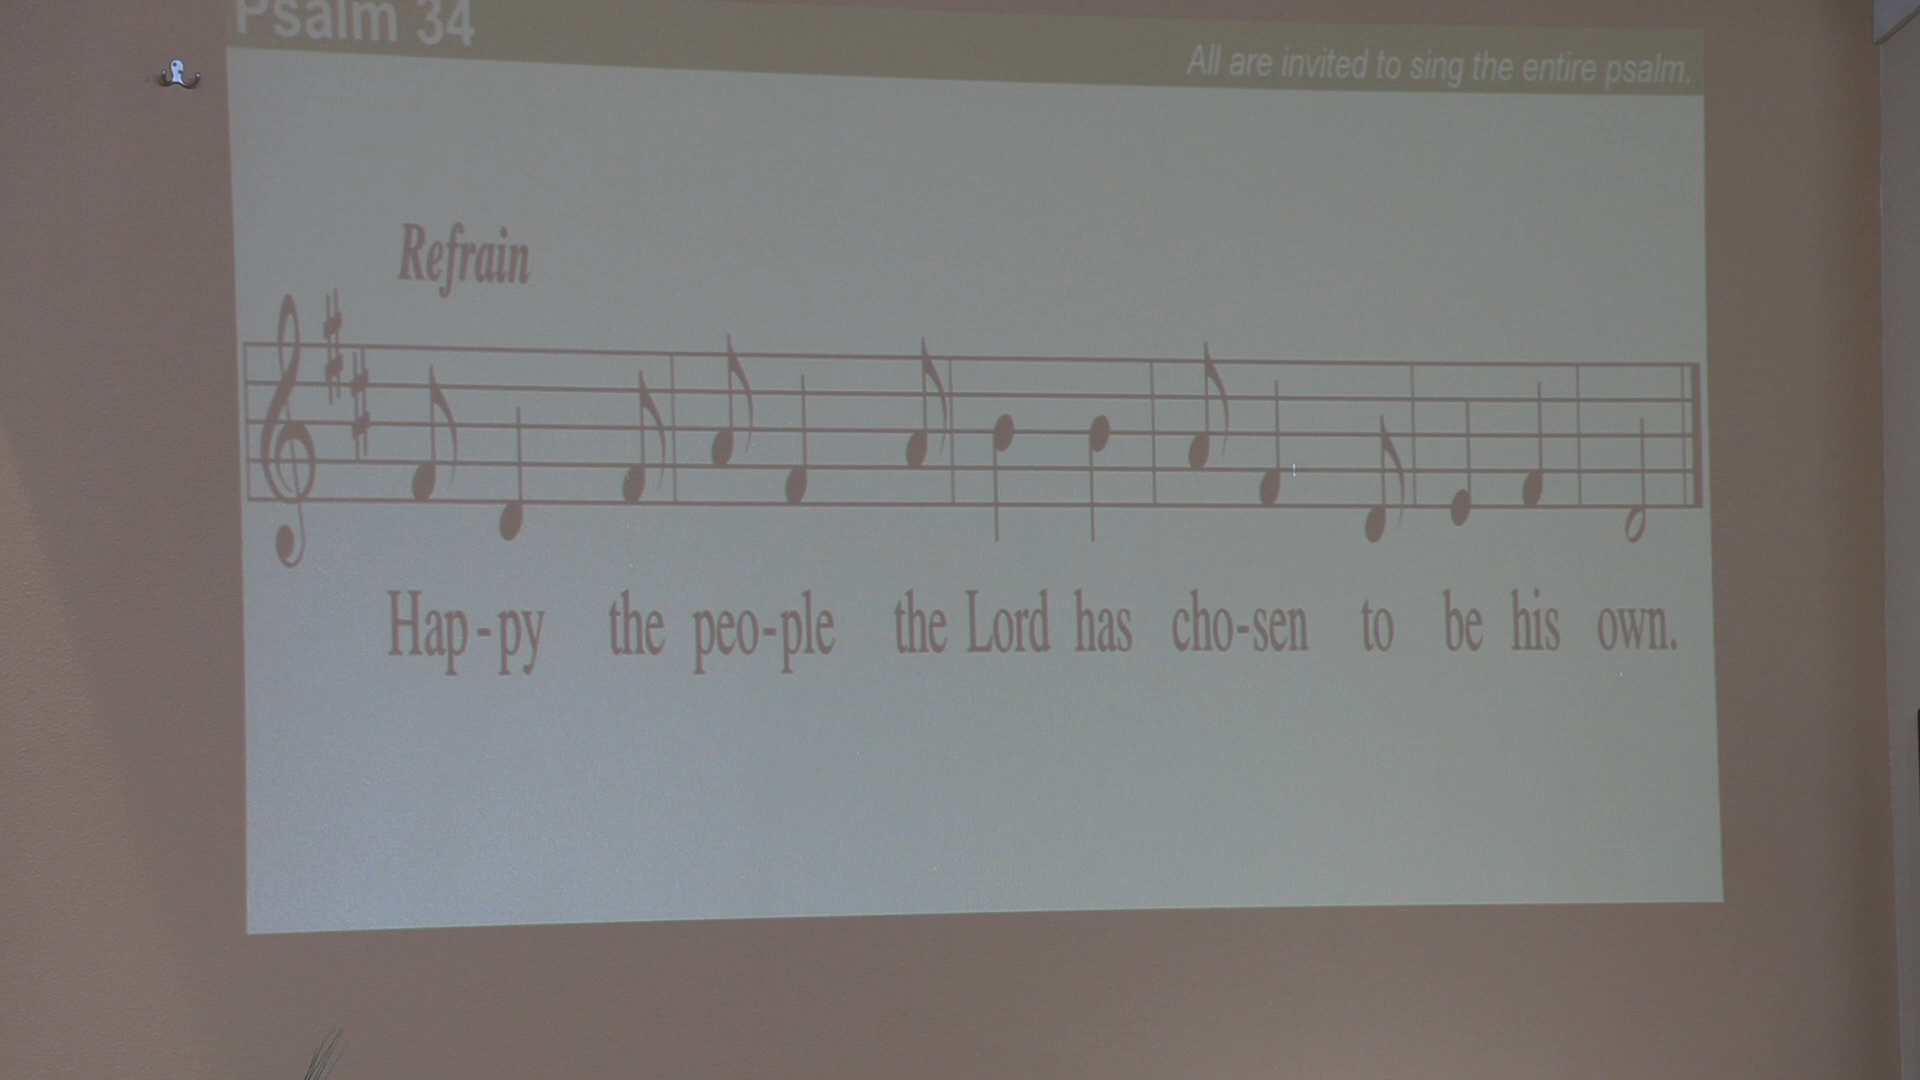 Psalm 34
All are invited to sing the entire psalm.
Refrain
Hap-py the peo-ple the Lord has cho-sen to be his own.